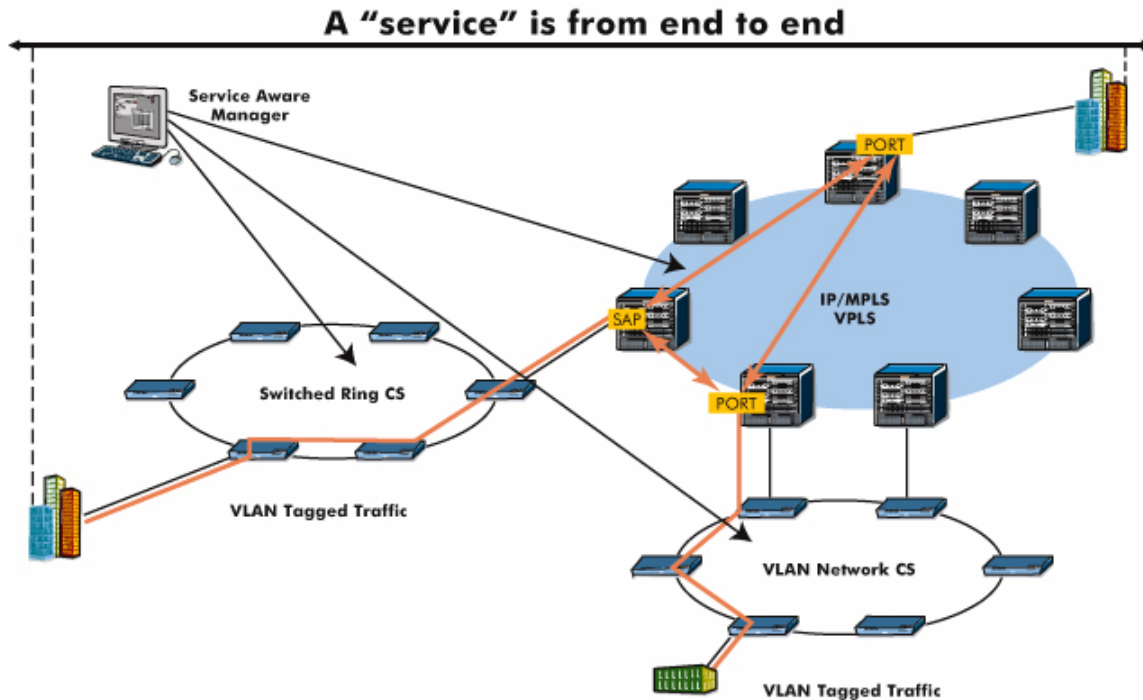 A “service” is from end to end
Service Aware
Manager
PORT
IP/MPLS
VPLS
SAP
Switched Ring CS
PORT
VLAN Tagged Traffic
VLAN Network CS
VLAN Tagged Traffic